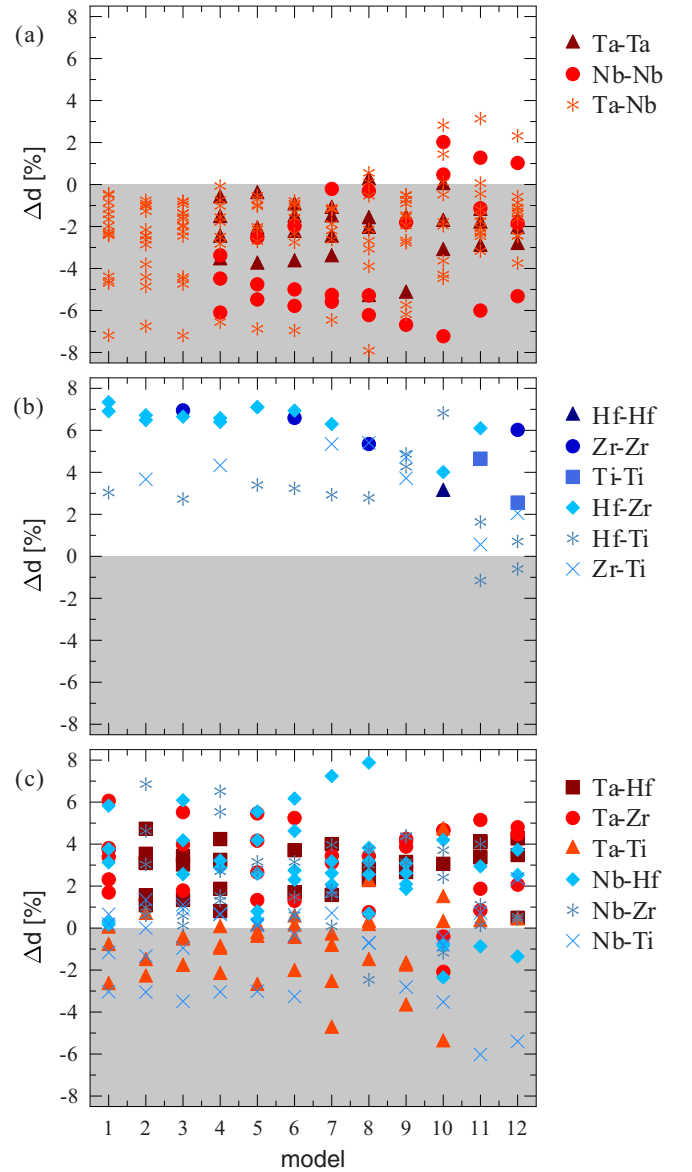 (a)
8
6
4
2
0
-2
-4
-6
-8
Δd [%]
Ta-Ta
Nb-Nb
Ta-Nb
(b)
8
6
4
2
0
-2
-4
-6
-8
Δd [%]
Hf-Hf
Zr-Zr
Ti-Ti
Hf-Zr
Hf-Ti
Zr-Ti
(c)
8
6
4
2
0
-2
-4
-6
-8
Δd [%]
Ta-Hf
Ta-Zr
Ta-Ti
Nb-Hf
Nb-Zr
Nb-Ti
1 2 3 4 5 6 7 8 9 10 11 12
model